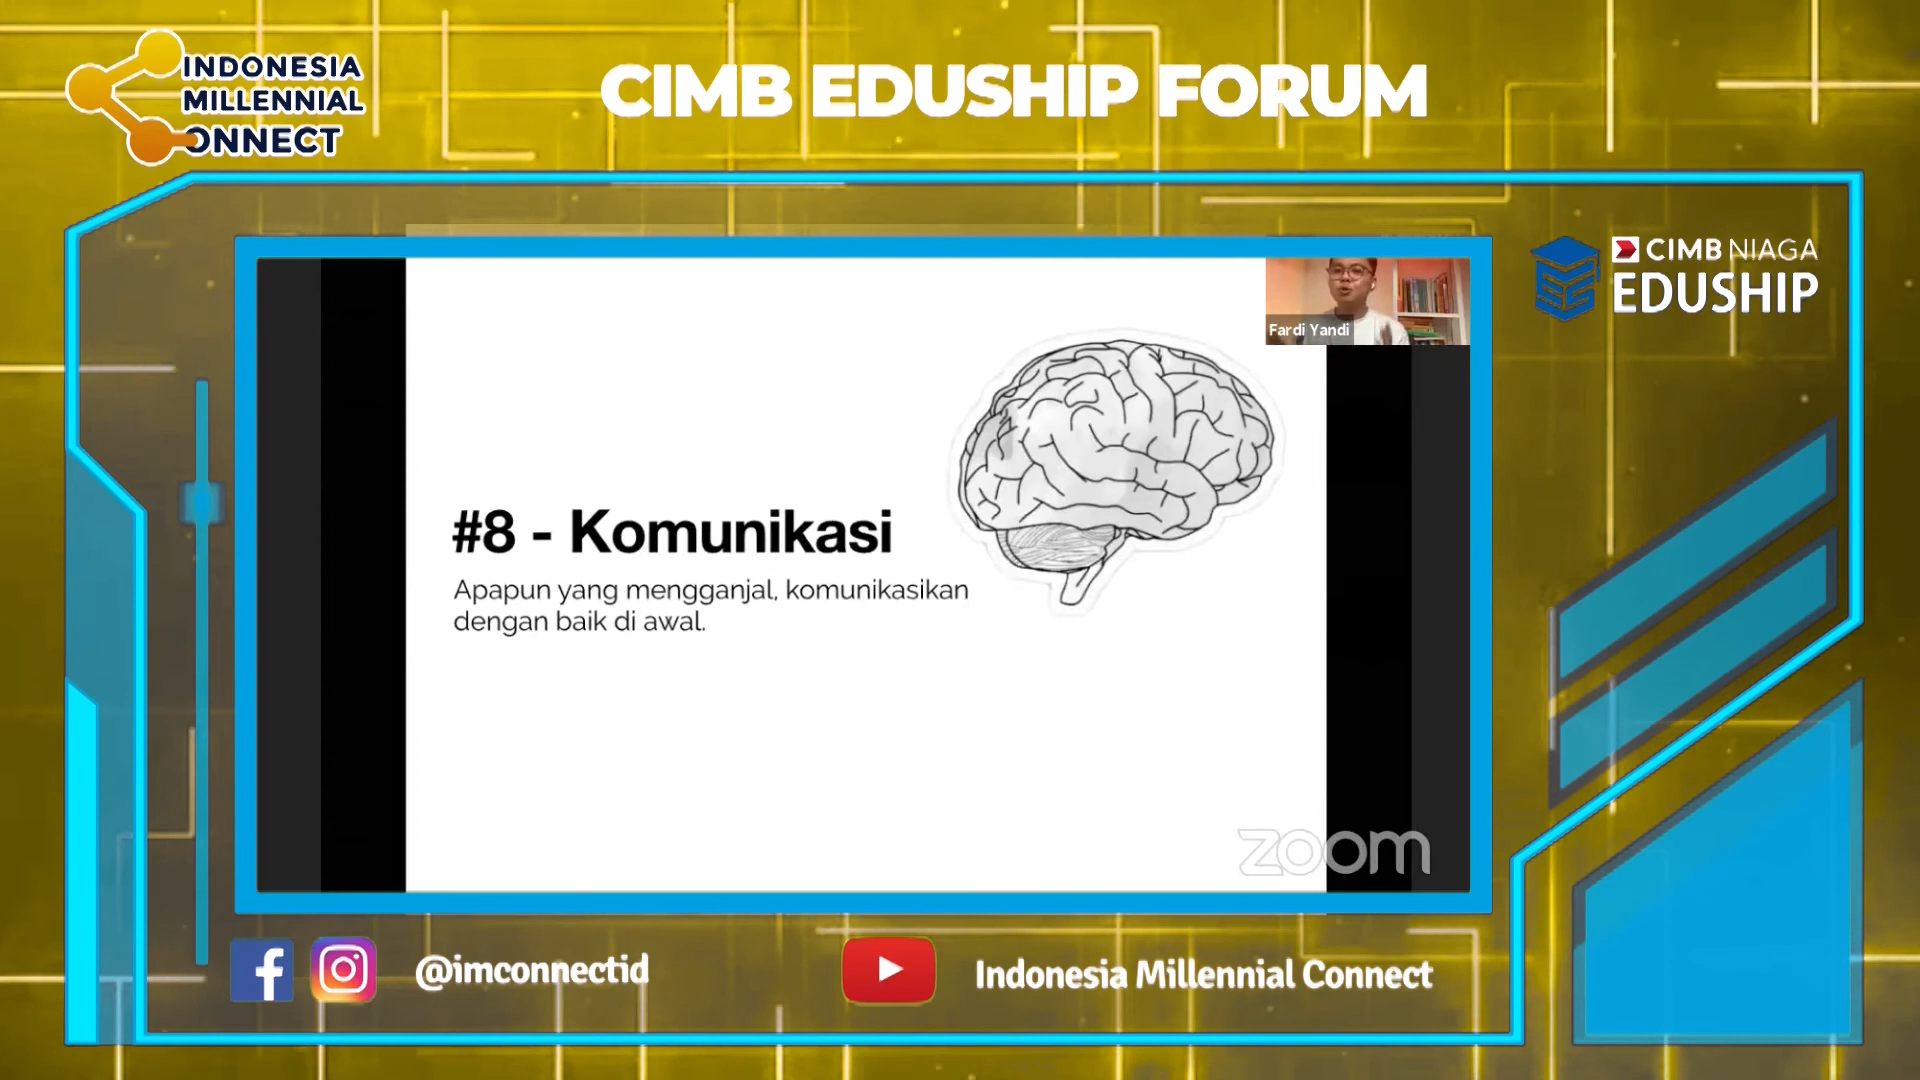 INDONESIA
MILLENNIAL
CONNECT
CIMB EDUSHIP FORUM
CIMB NIAGA
EDUSHIP
Fardi Yandi
#8 - Komunikasi
Apapun yang mengganjal, komunikasikan
dengan baik di awal.
zoom
@imconnectid
Indonesia Millennial Connect